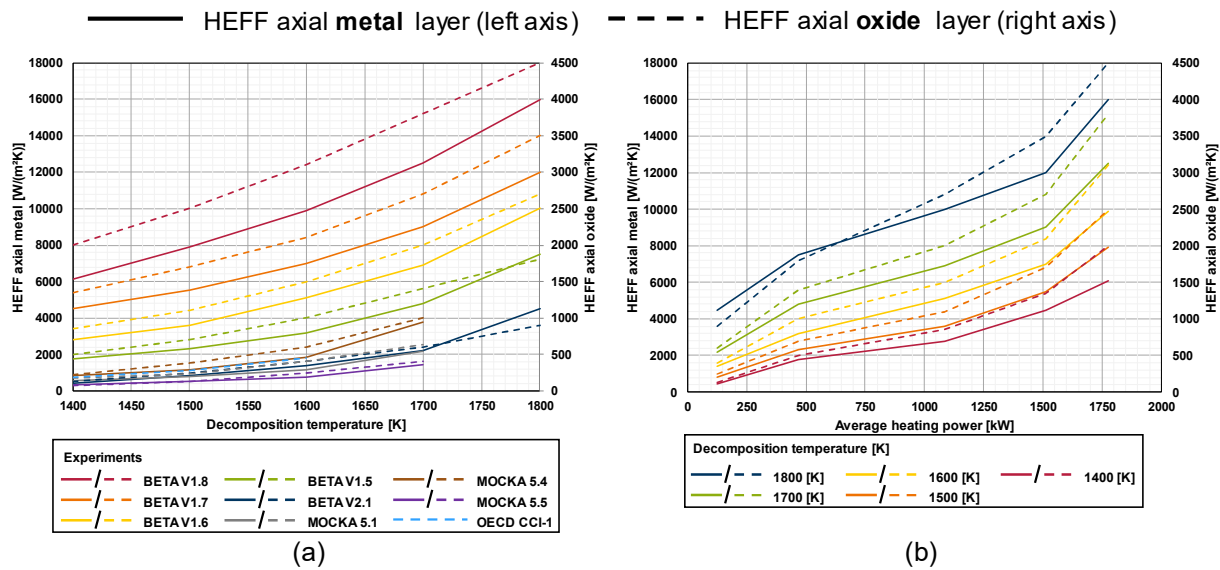 HEFF axial metal layer (left axis)
HEFF axial oxide layer (right axis)
HEFF axial metal [W/(m²K)]
18000
16000
14000
12000
10000
8000
6000
4000
2000
0
4500
4000
3500
3000
2500
2000
1500
1000
500
0
HEFF axial oxide [W/(m²K)]
1400 1450 1500 1550 1600 1650 1700 1750 1800
Decomposition temperature [K]
Experiments
/ BETA V1.8 / BETA V1.5 / MOCKA 5.4
/ BETA V1.7 / BETA V2.1 / MOCKA 5.5
/ BETA V1.6 / MOCKA 5.1 OECD CCI-1
(a)
HEFF axial metal [W/(m²K)]
18000
16000
14000
12000
10000
8000
6000
4000
2000
0
4500
4000
3500
3000
2500
2000
1500
1000
500
0
HEFF axial oxide [W/(m²K)]
0 250 500 750 1000 1250 1500 1750 2000
Average heating power [kW]
Decomposition temperature [K]
/ 1800 [K] / 1600 [K] / 1400 [K]
/ 1700 [K] / 1500 [K]
(b)